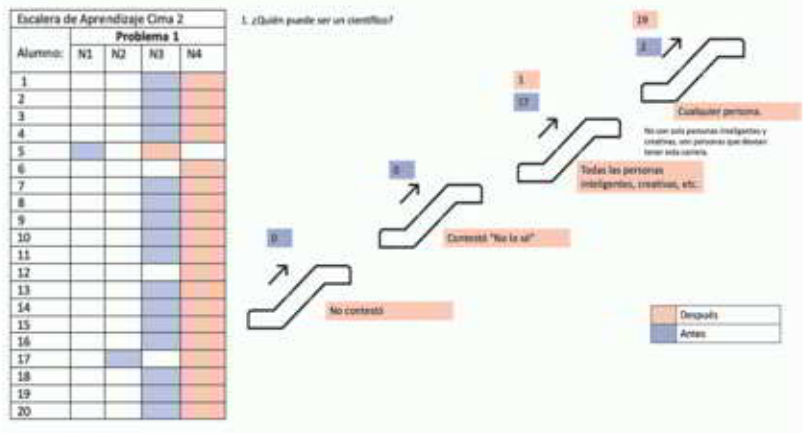 Escalera de Aprendizaje Cima 2
Problema 1
Alumno: N1 N2 N3 N4
1
2
3
4
5
6
7
8
9
10
11
12
13
14
15
16
17
18
19
20
1. ¿Quién puede ser un científico?
19
2
Cualquier persona.
No son solo personas inteligentes y
creativas, son personas que desean
tener esta carrera.
1
17
Todas las personas
inteligentes, creativas, etc.
0
Contestó "No lo sé"
0
No contestó
Después
Antes